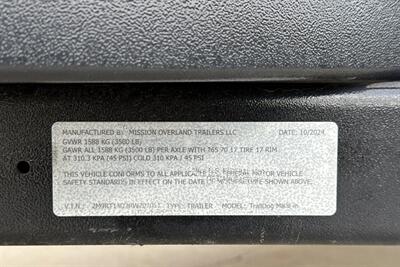 MANUFACTURED BY: MISSION OVERLAND TRAILERS LLC DATE: 10/2024
GVWR 1588 KG (3500 LB)
GAWR ALL 1588 KG (3500 LB) PER AXLE WITH 265 70 17 TIRE 17 RIM
AT 310.3 KPA (45 PSI) COLD 310 KPA / 45 PSI
THIS VEHICLE CONFORMS TO ALL APPLICABLE FEDERAL MOTOR
VEHICLE SAFETY STANDARDS IN EFFECT ON THE DATE OF MANUFACTURE SHOWN ABOVE.
V.I.N.: TYPE: TRAILER MODEL: TrailDog